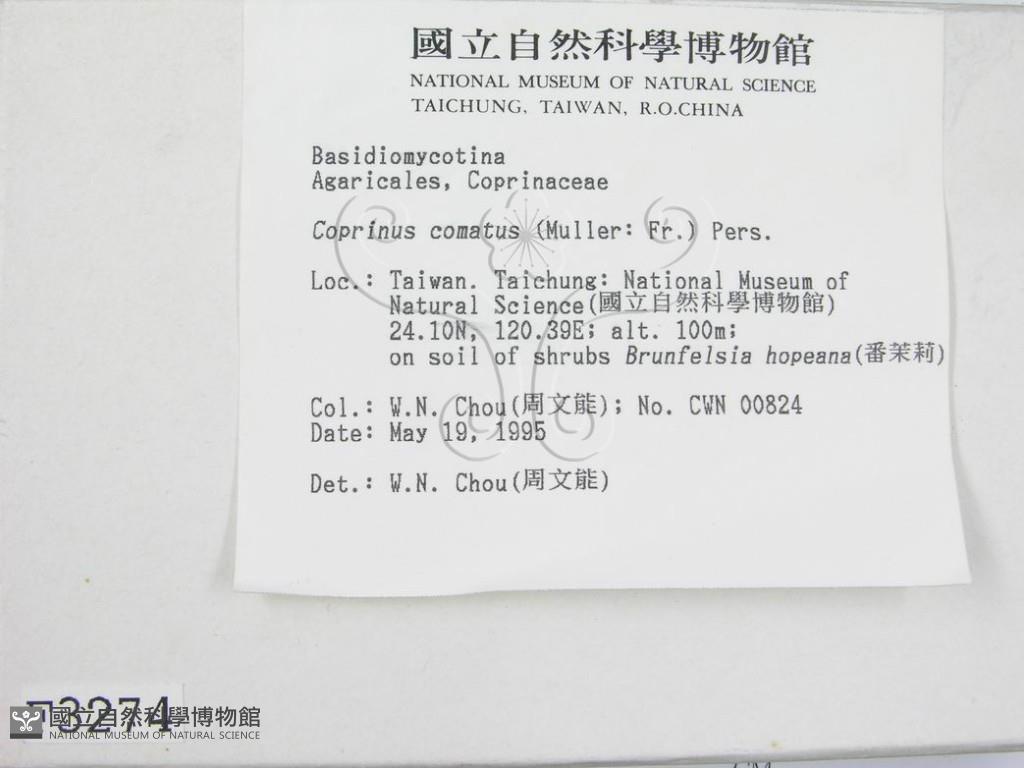 國立自然科學博物館
NATIONAL MUSEUM OF NATURAL SCIENCE
TAICHUNG, TAIWAN, R.O.CHINA
Basidiomycotina
Agaricales, Coprinaceae
Coprinus comatus (Muller: Fr.) Pers.
Loc.: Taiwan. Taichung: National Museum of
Natural Science(國立自然科學博物館)
24.10N, 120.39E; alt. 100m;
on soil of shrubs Brunfelsia hopeana(番茉莉)
Col.: W.N. Chou(周文能); No. CWN 00824
Date: May 19, 1995
Det.: W.N. Chou(周文能)
3274
國立自然科學博物館
NATIONAL MUSEUM OF NATURAL SCIENCE